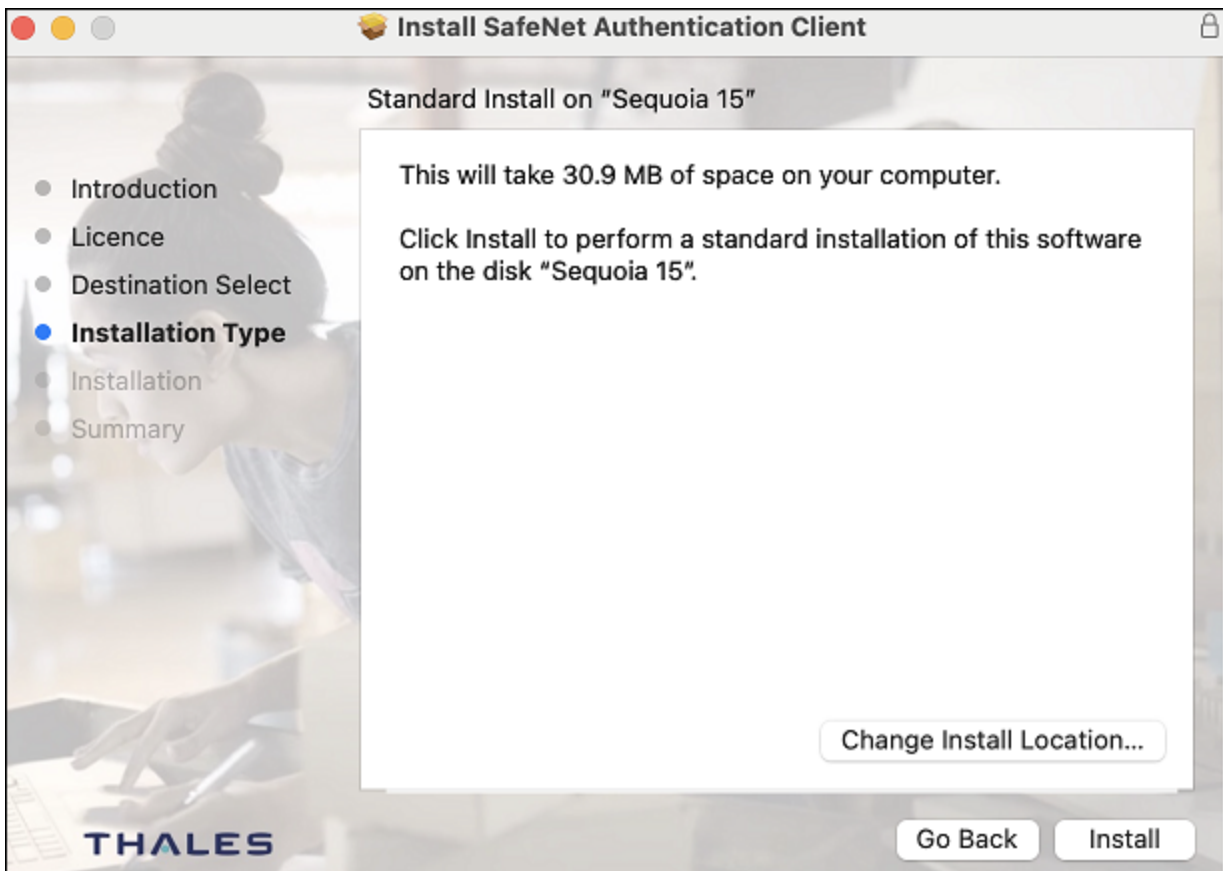 Install SafeNet Authentication Client
Standard Install on “Sequoia 15”
Introduction
Licence
Destination Select
Installation Type
Installation
Summary
This will take 30.9 MB of space on your computer.
Click Install to perform a standard installation of this software
on the disk “Sequoia 15”.
Change Install Location...
THALES
Go Back
Install